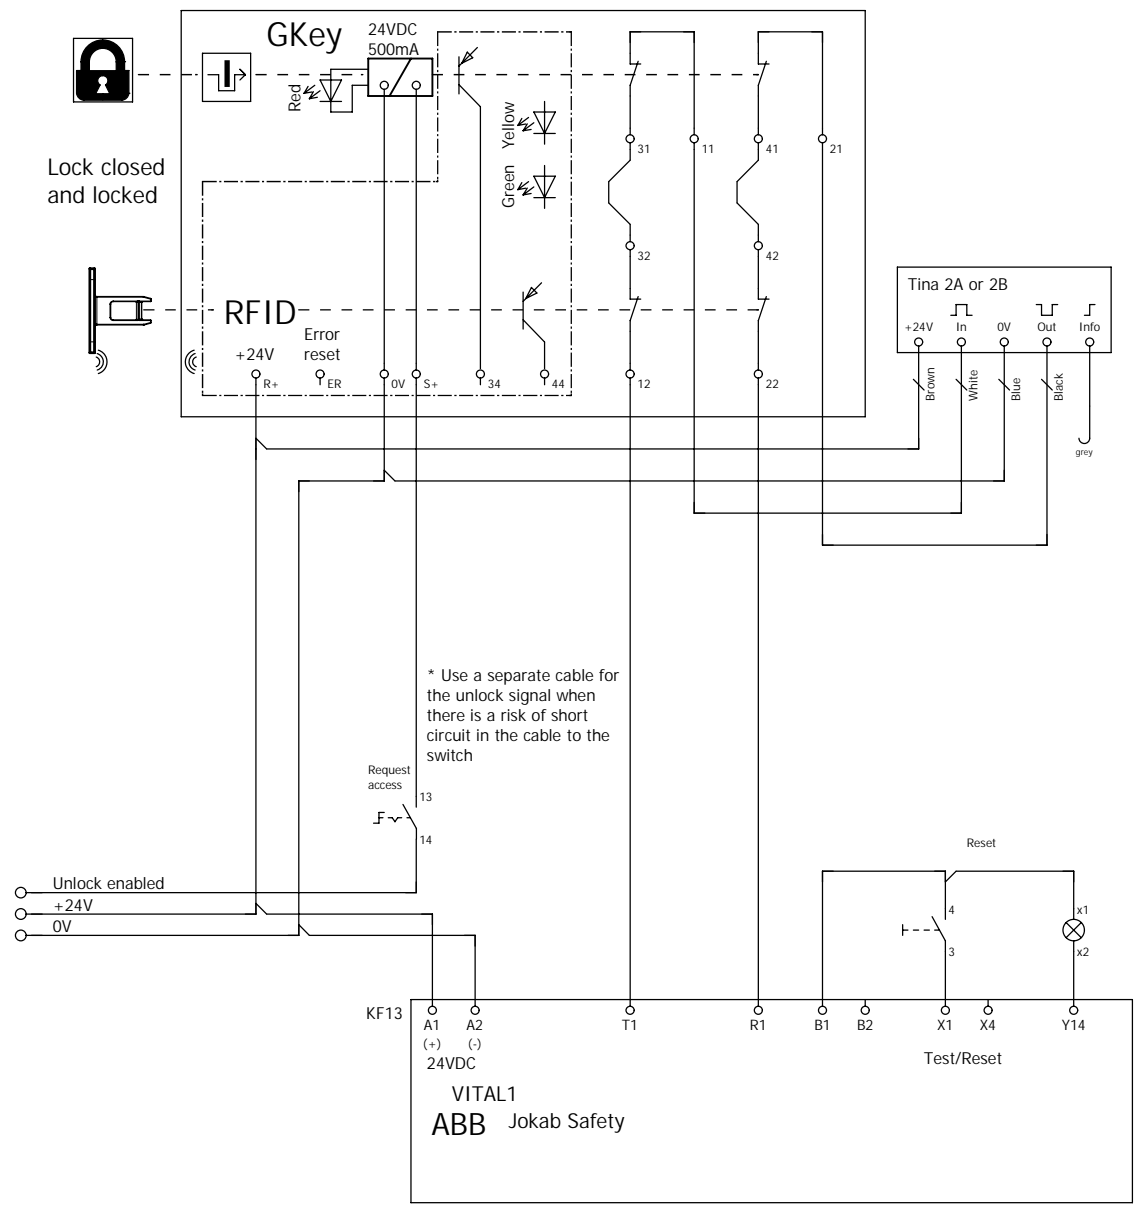 GKey
24VDC
500mA
Red
Yellow
Green
Lock closed
and locked
31
11
41
21
32
42
RFID
Error
reset
+24V
R+
ER
0V
S+
34
44
12
22
Tina 2A or 2B
+24V
In
0V
Out
Info
Brown
White
Blue
Black
grey
* Use a separate cable for
the unlock signal when
there is a risk of short
circuit in the cable to the
switch
Request
access
13
14
Unlock enabled
+24V
0V
Reset
4
3
x1
x2
KF13
A1
(+)
A2
(-)
24VDC
T1
R1
B1
B2
X1
X4
Y14
Test/Reset
VITAL1
ABB Jokab Safety